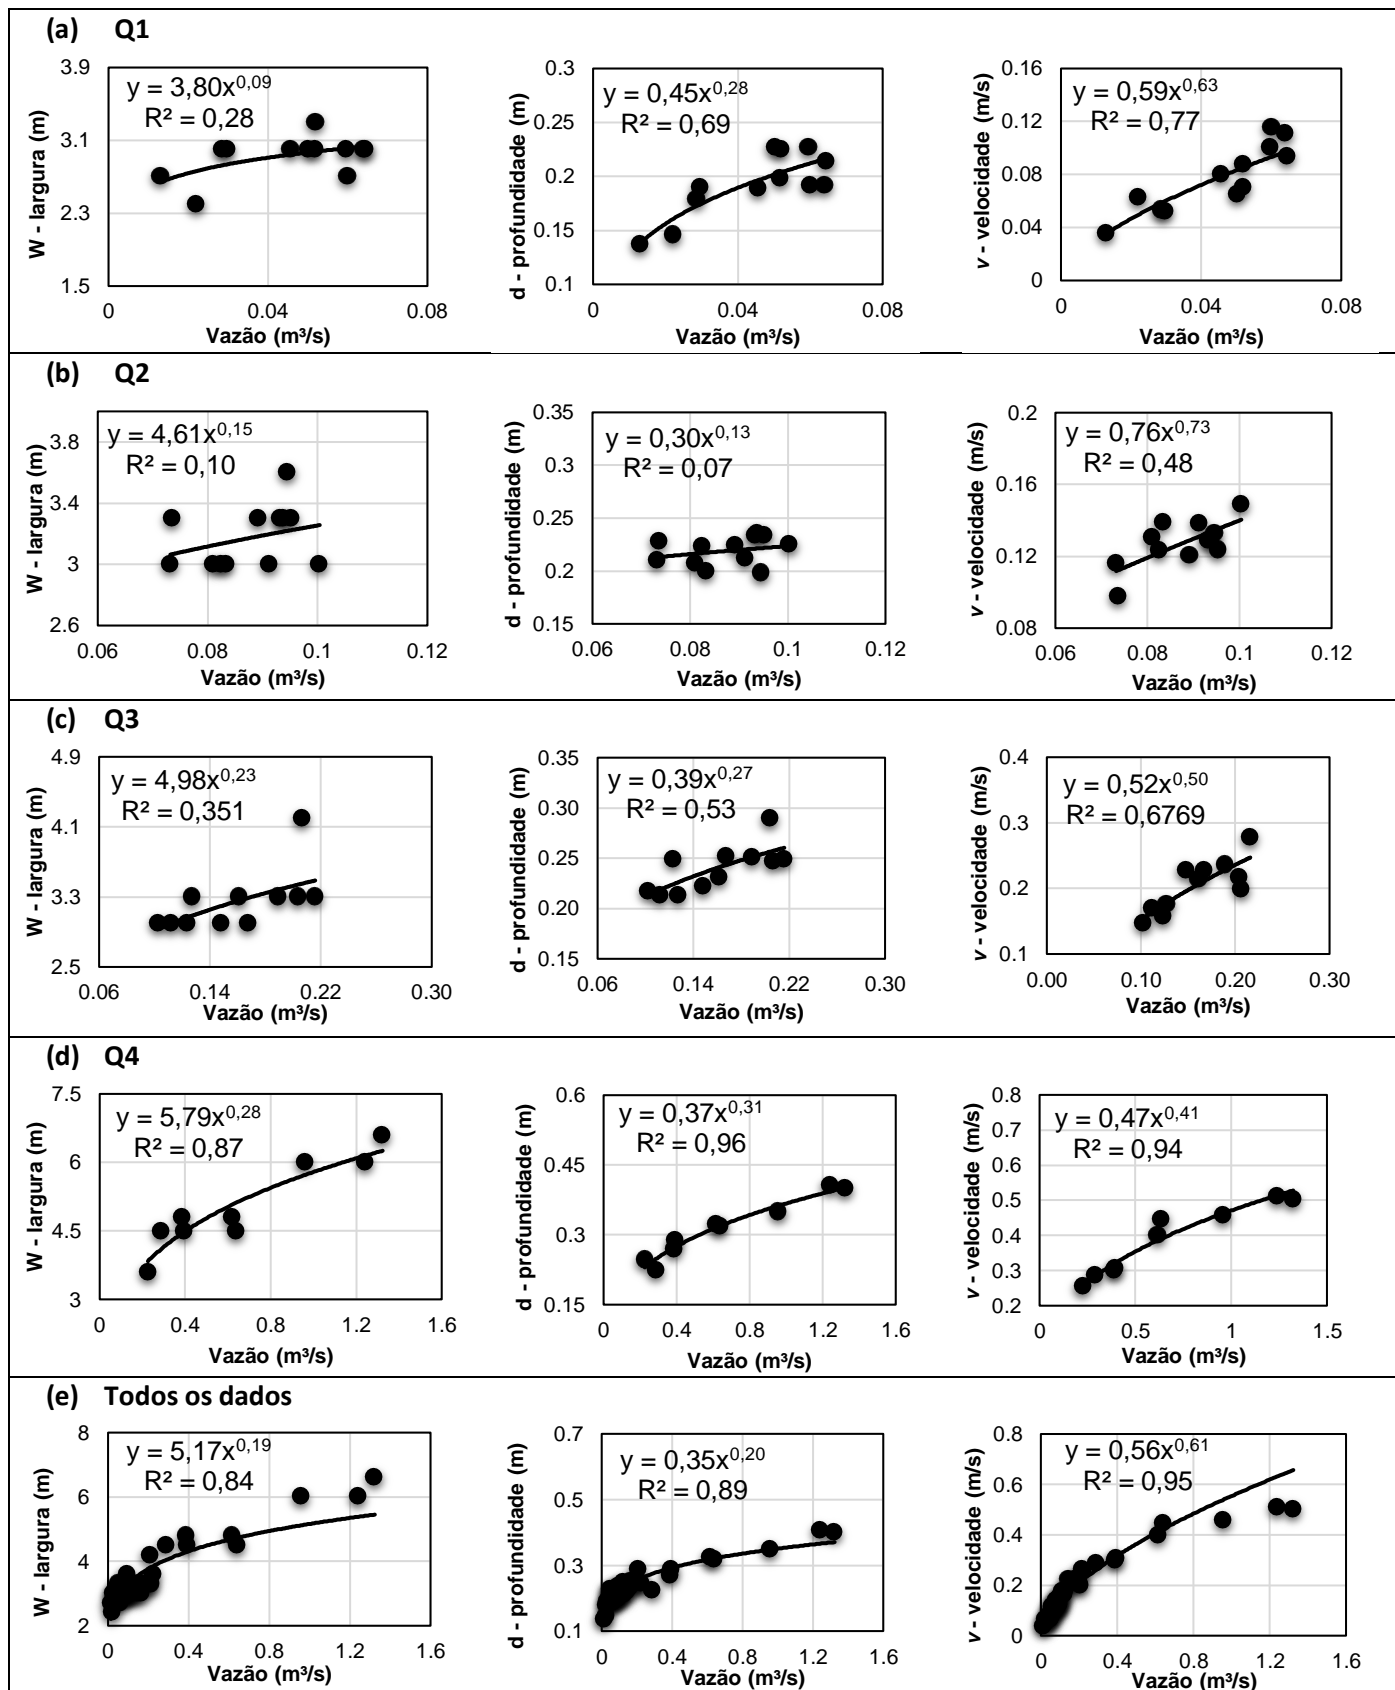 (a) Q1
y = 3,80x^0,09
R² = 0,28
3.9
3.1
2.3
1.5
0
0.04
0.08
W - largura (m)
Vazão (m³/s)
y = 0,45x^0,28
R² = 0,69
0.3
0.25
0.2
0.15
0.1
0
0.04
0.08
d - profundidade (m)
Vazão (m³/s)
y = 0,59x^0,63
R² = 0,77
0.16
0.12
0.08
0.04
0
0
0.04
0.08
v - velocidade (m/s)
Vazão (m³/s)
(b) Q2
y = 4,61x^0,15
R² = 0,10
3.8
3.4
3
2.6
0.06
0.08
0.1
0.12
W - largura (m)
Vazão (m³/s)
y = 0,30x^0,13
R² = 0,07
0.35
0.3
0.25
0.2
0.15
0.06
0.08
0.1
0.12
d - profundidade (m)
Vazão (m³/s)
y = 0,76x^0,73
R² = 0,48
0.2
0.16
0.12
0.08
0.06
0.08
0.1
0.12
v - velocidade (m/s)
Vazão (m³/s)
(c) Q3
y = 4,98x^0,23
R² = 0,351
4.9
4.1
3.3
2.5
0.06
0.14
0.22
0.30
W - largura (m)
Vazão (m³/s)
y = 0,39x^0,27
R² = 0,53
0.35
0.30
0.25
0.20
0.15
0.06
0.14
0.22
0.30
d - profundidade (m)
Vazão (m³/s)
y = 0,52x^0,50
R² = 0,6769
0.4
0.3
0.2
0.1
0.00
0.10
0.20
0.30
v - velocidade (m/s)
Vazão (m³/s)
(d) Q4
y = 5,79x^0,28
R² = 0,87
7.5
6
4.5
3
0
0.4
0.8
1.2
1.6
W - largura (m)
Vazão (m³/s)
y = 0,37x^0,31
R² = 0,96
0.6
0.45
0.3
0.15
0
0.4
0.8
1.2
1.6
d - profundidade (m)
Vazão (m³/s)
y = 0,47x^0,41
R² = 0,94
0.8
0.7
0.6
0.5
0.4
0.3
0.2
0
0.5
1
1.5
v - velocidade (m/s)
Vazão (m³/s)
(e) Todos os dados
y = 5,17x^0,19
R² = 0,84
8
6
4
2
0
0.4
0.8
1.2
1.6
W - largura (m)
Vazão (m³/s)
y = 0,35x^0,20
R² = 0,89
0.7
0.5
0.3
0.1
0
0.4
0.8
1.2
1.6
d - profundidade (m)
Vazão (m³/s)
y = 0,56x^0,61
R² = 0,95
0.8
0.6
0.4
0.2
0
0
0.4
0.8
1.2
1.6
v - velocidade (m/s)
Vazão (m³/s)